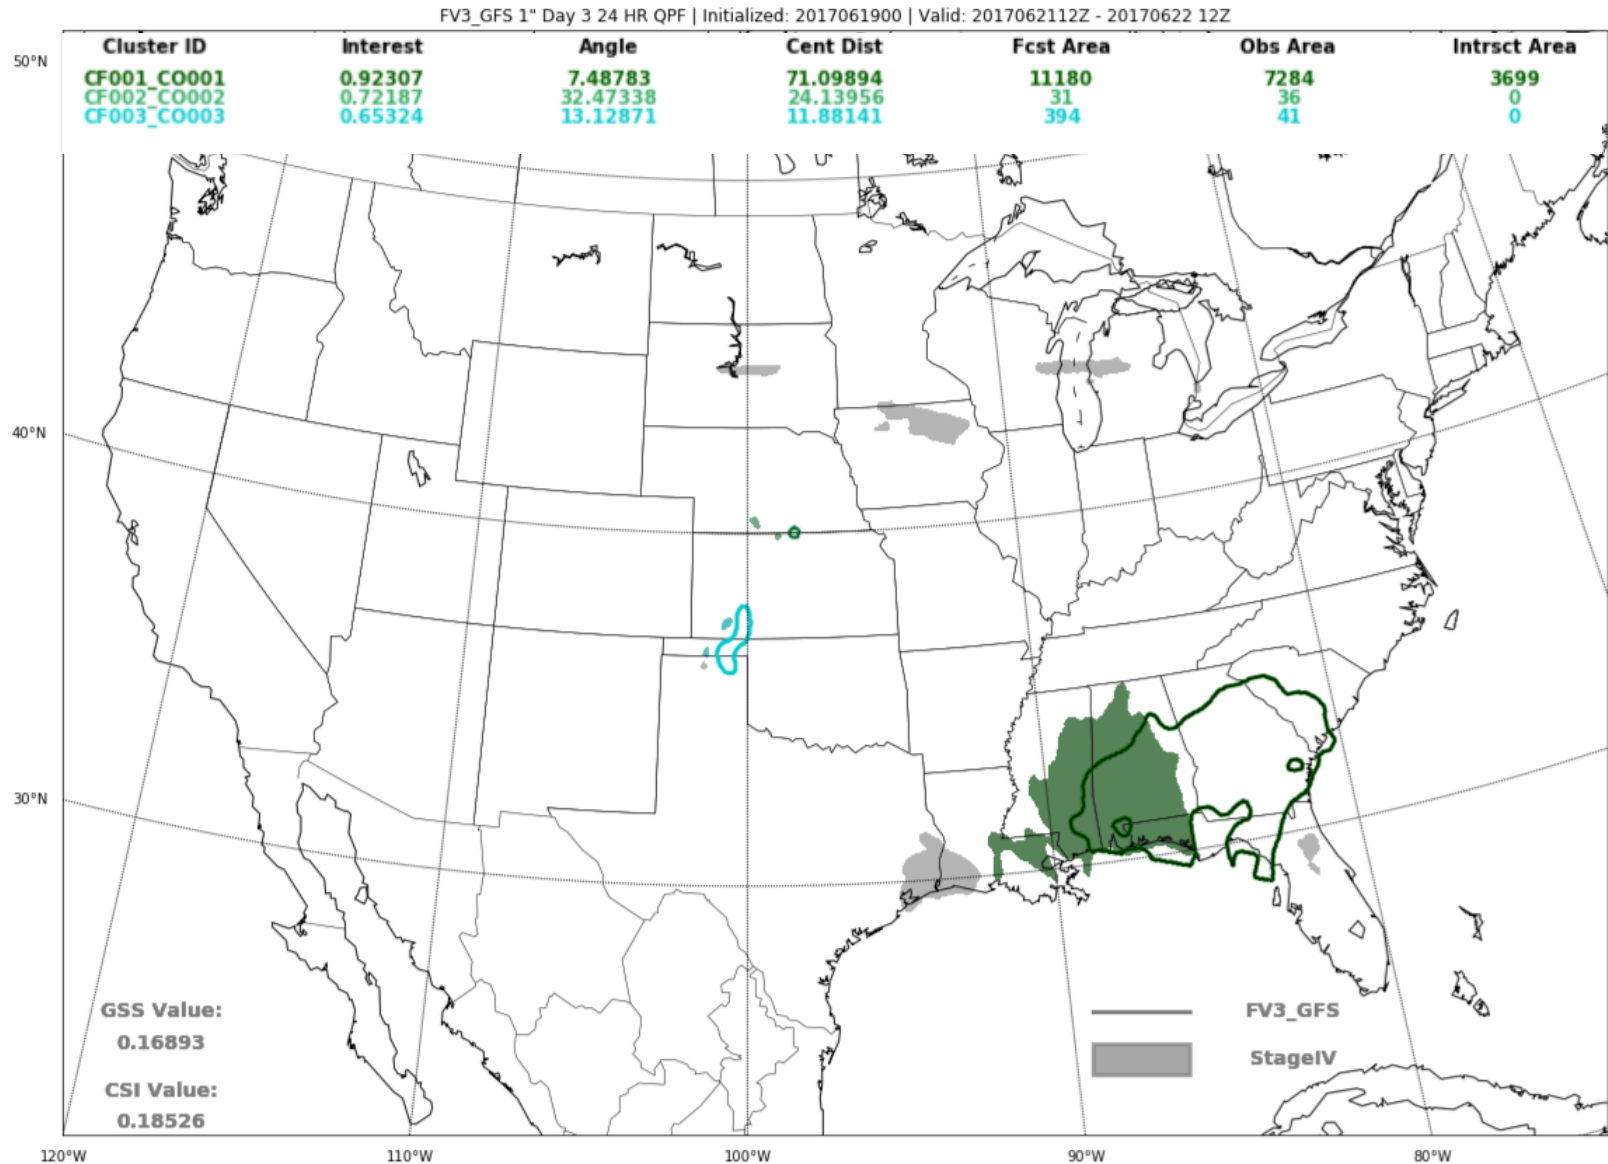 FV3_GFS 1" Day 3 24 HR QPF | Initialized: 2017061900 | Valid: 2017062112Z - 20170622 12Z
Cluster ID Interest Angle Cent Dist Fcst Area Obs Area Intrsct Area
CF001_CO001 0.92307 7.48783 71.09894 11180 7284 3699
CF002_CO002 0.72187 32.47338 24.13956 31 36 0
CF003_CO003 0.65324 13.12871 11.88141 394 41 0
50°N
40°N
30°N
GSS Value:
0.16893
CSI Value:
0.18526
FV3_GFS
StageIV
120°W 110°W 100°W 90°W 80°W